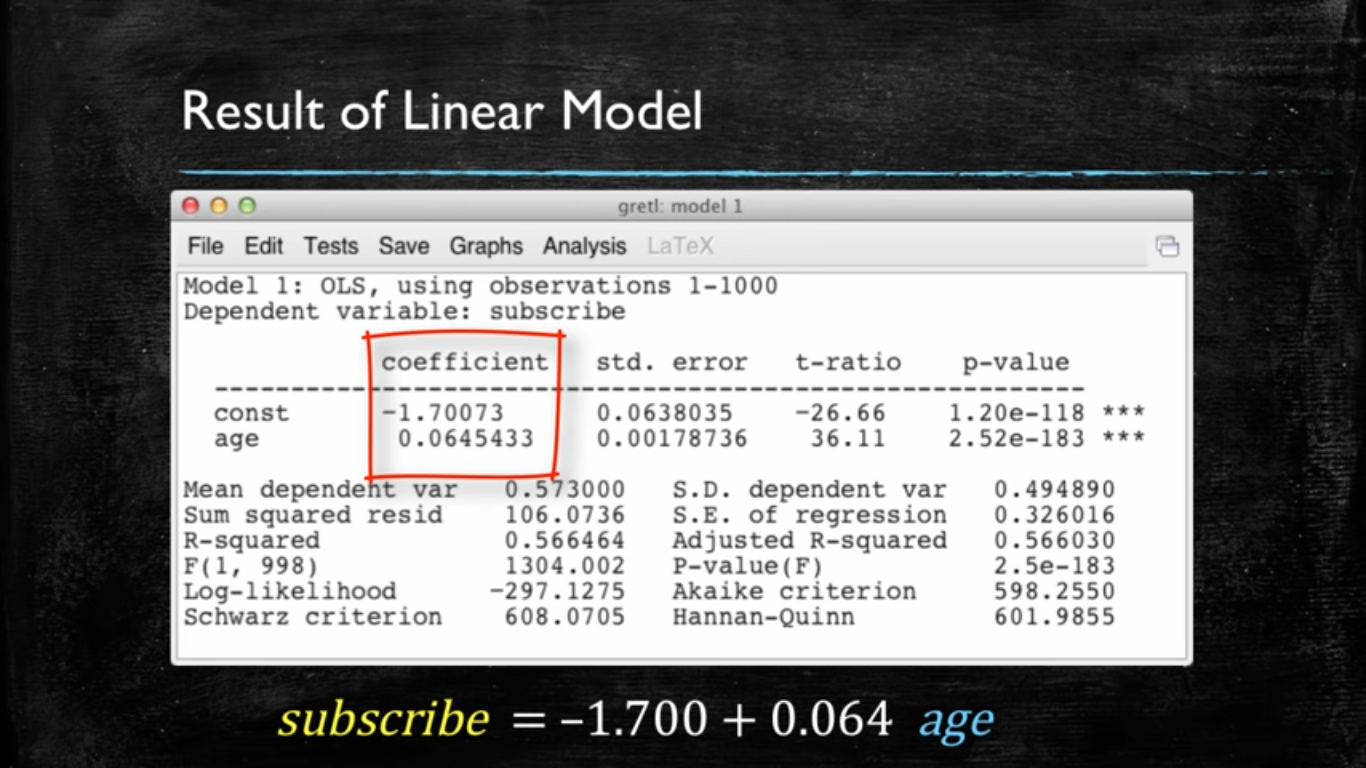 Result of Linear Model
gretl: model 1
File Edit Tests Save Graphs Analysis LaTeX
Model 1: OLS, using observations 1-1000
Dependent variable: subscribe
coefficient std. error t-ratio p-value
-----------------------------------------------------------
const −1.70073 0.0638035 −26.66 1.20e-118 ***
age 0.0645433 0.00178736 36.11 2.52e-183 ***
Mean dependent var 0.573000 S.D. dependent var 0.494890
Sum squared resid 106.0736 S.E. of regression 0.326016
R-squared 0.566464 Adjusted R-squared 0.566030
F(1, 998) 1304.002 P-value(F) 2.5e-183
Log-likelihood −297.1275 Akaike criterion 598.2550
Schwarz criterion 608.0705 Hannan-Quinn 601.9855
subscribe = –1.700 + 0.064 age